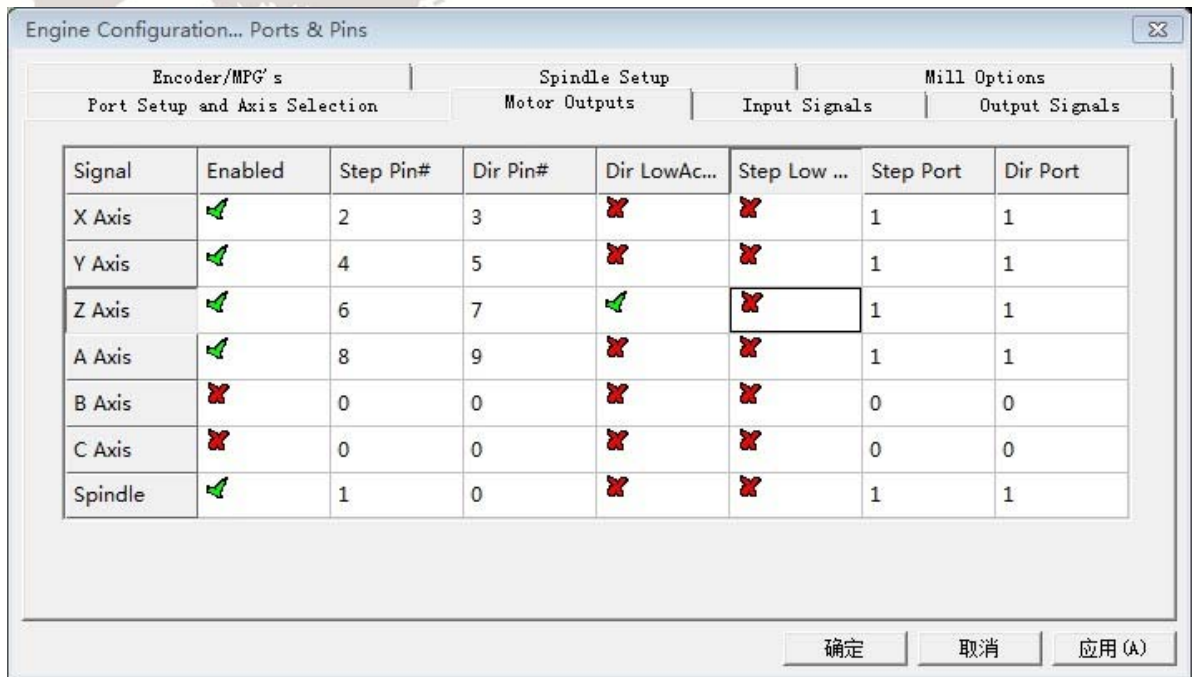 Engine Configuration... Ports & Pins
Encoder/MPG's Spindle Setup Mill Options
Port Setup and Axis Selection Motor Outputs Input Signals Output Signals
Signal Enabled Step Pin# Dir Pin# Dir LowAc... Step Low ... Step Port Dir Port
X Axis 2 3 1 1
Y Axis 4 5 1 1
Z Axis 6 7 1 1
A Axis 8 9 1 1
B Axis 0 0 0 0
C Axis 0 0 0 0
Spindle 1 0 1 1
确定 取消 应用(A)